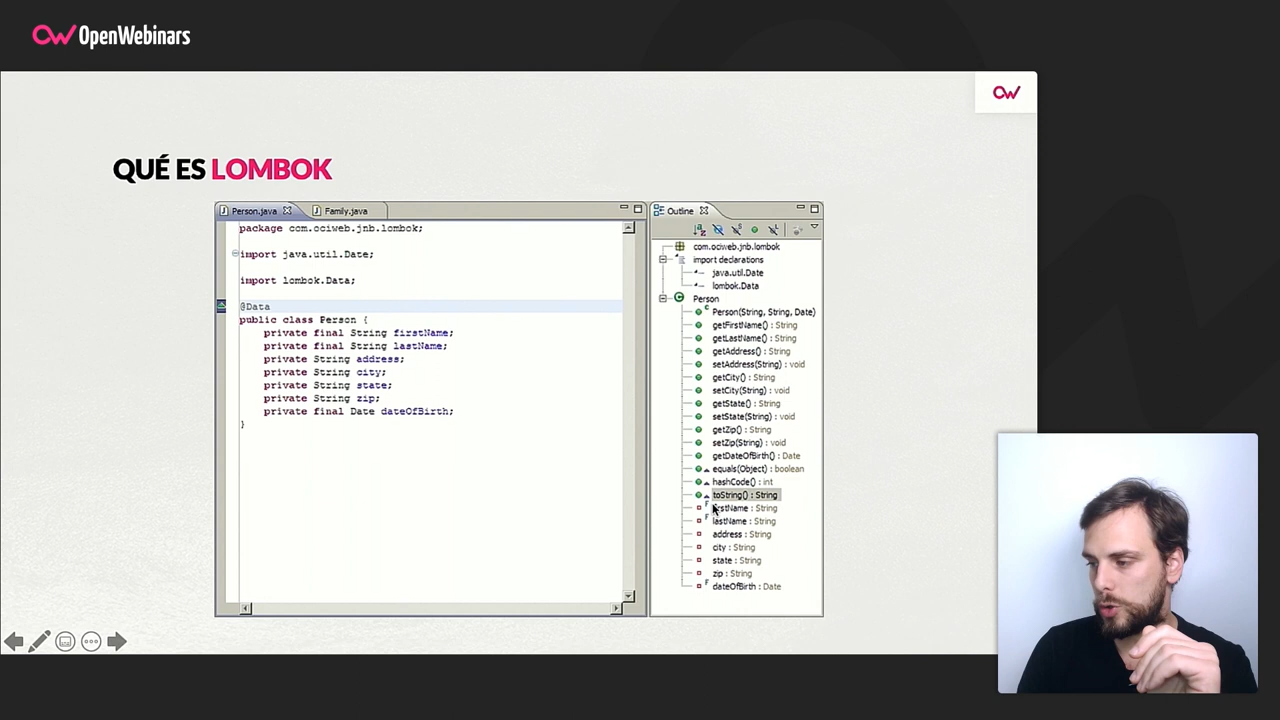 OW OpenWebinars
OW
QUÉ ES LOMBOK
Person.java
Family.java
package com.ociweb.jnb.lombok;
import java.util.Date;
import lombok.Data;
@Data
public class Person {
private final String firstName;
private final String lastName;
private String address;
private String city;
private String state;
private String zip;
private final Date dateOfBirth;
}
Outline
com.ociweb.jnb.lombok
import declarations
java.util.Date
lombok.Data
Person
Person(String, String, Date)
getFirstName() : String
getLastName() : String
getAddress() : String
setAddress(String) : void
getCity() : String
setCity(String) : void
getState() : String
setState(String) : void
getZip() : String
setZip(String) : void
getDateOfBirth() : Date
equals(Object) : boolean
hashCode() : int
toString() : String
firstName : String
lastName : String
address : String
city : String
state : String
zip : String
dateOfBirth : Date